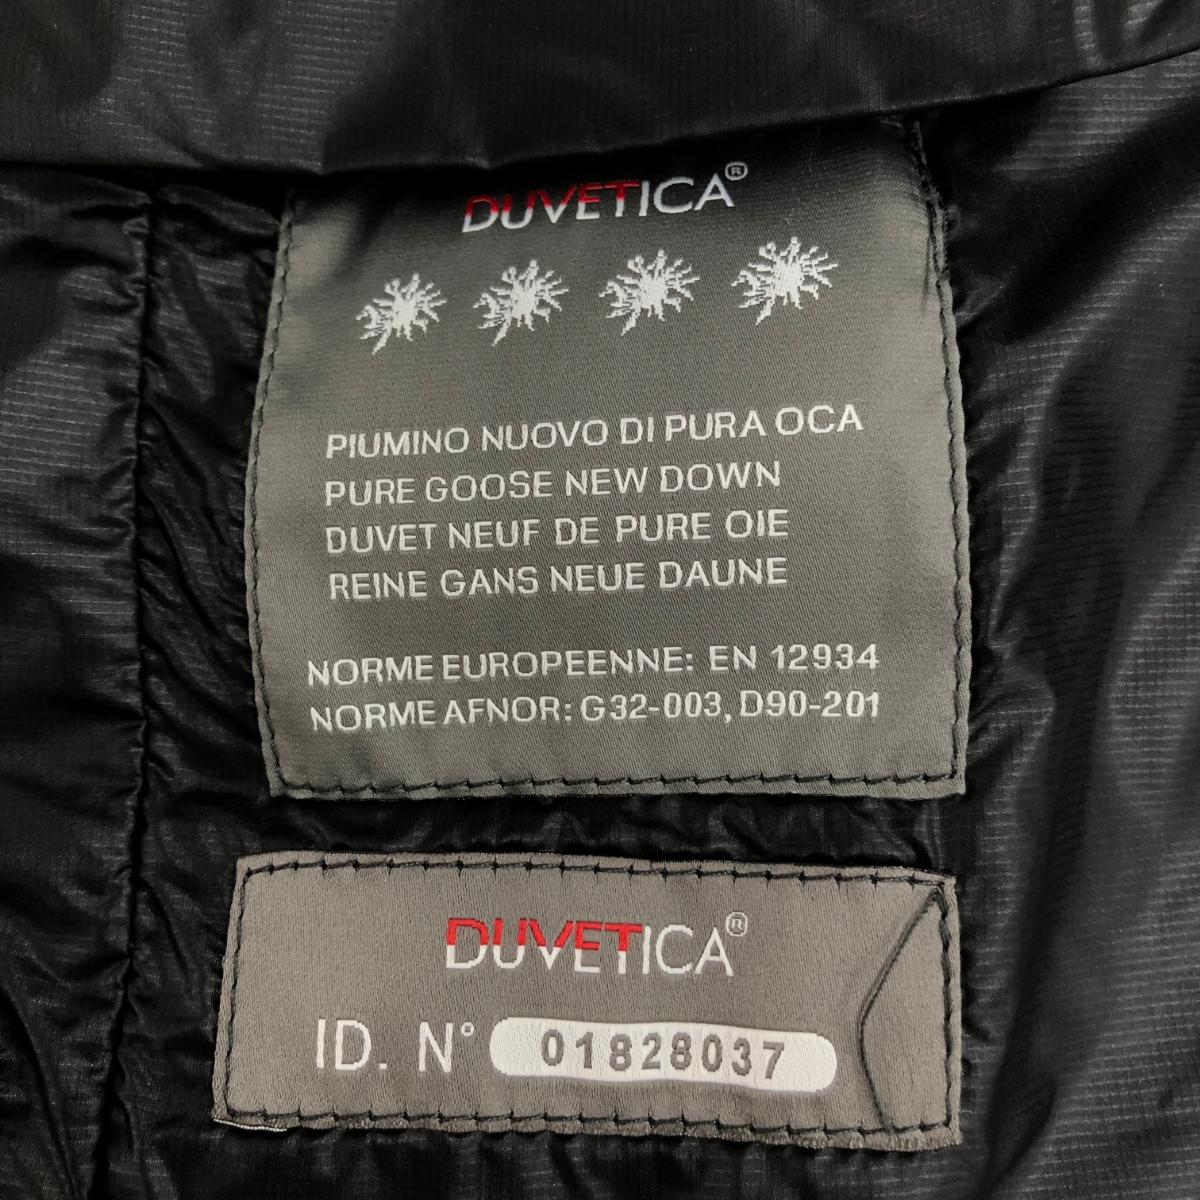 DUVETICA®
PIUMINO NUOVO DI PURA OCA
PURE GOOSE NEW DOWN
DUVET NEUF DE PURE OIE
REINE GANS NEUE DAUNE
NORME EUROPEENNE: EN 12934
NORME AFNOR: G32-003, D90-201
DUVETICA®
ID. N° 01828037